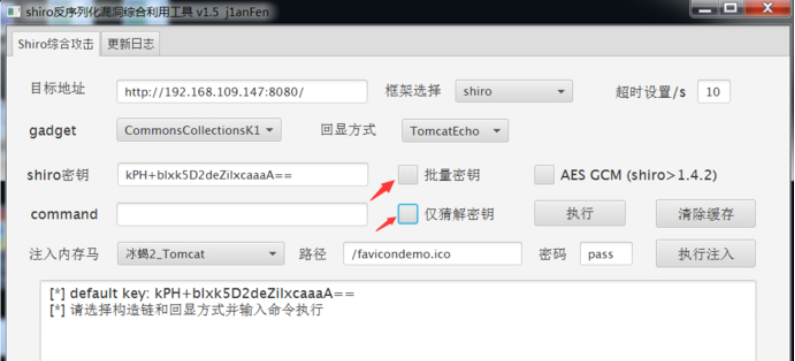 shiro反序列化漏洞综合利用工具 v1.5 j1anFen
Shiro综合攻击 更新日志
目标地址 http://192.168.109.147:8080/ 框架选择 shiro 超时设置/s 10
gadget CommonsCollectionsK1 回显方式 TomcatEcho
shiro密钥 kPH+blxk5D2deZilxcaaaA== 批量密钥 AES GCM (shiro>1.4.2)
command 仅猜解密钥 执行 清除缓存
注入内存马 冰蝎2_Tomcat 路径 /favicondemo.ico 密码 pass 执行注入
[*] default key: kPH+blxk5D2deZilxcaaaA==
[*] 请选择构造链和回显方式并输入命令执行